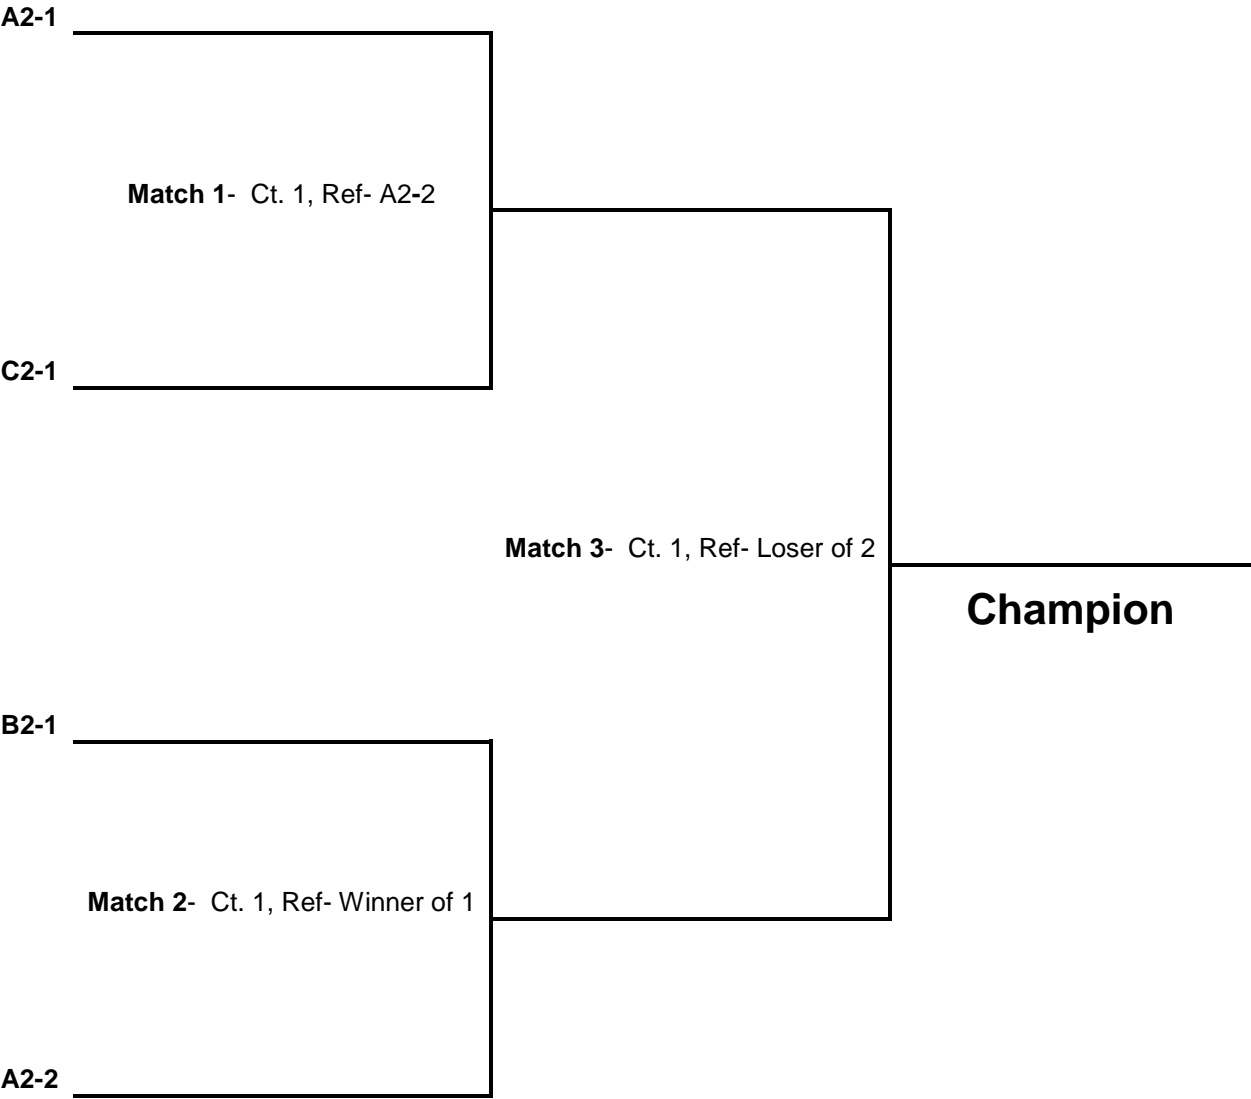 A2-1
Match 1-  Ct. 1, Ref- A2-2
C2-1
Match 3-  Ct. 1, Ref- Loser of 2
Champion
B2-1
Match 2-  Ct. 1, Ref- Winner of 1
A2-2